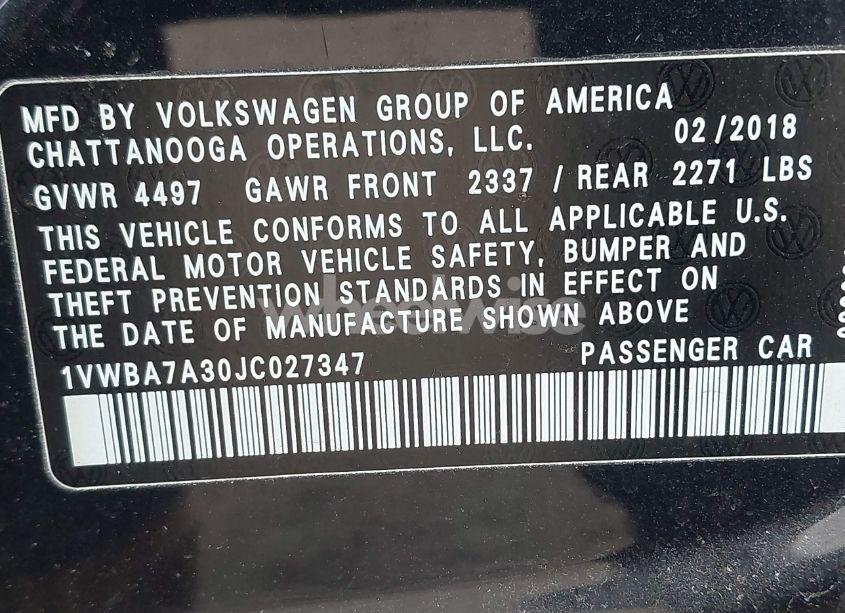 MFD BY VOLKSWAGEN GROUP OF AMERICA
CHATTANOOGA OPERATIONS, LLC. 02/2018
GVWR 4497 GAWR FRONT 2337 / REAR 2271 LBS
THIS VEHICLE CONFORMS TO ALL APPLICABLE U.S.
FEDERAL MOTOR VEHICLE SAFETY, BUMPER AND
THEFT PREVENTION STANDARDS IN EFFECT ON
THE DATE OF MANUFACTURE SHOWN ABOVE
wheelwise
1VWBA7A30JC027347 PASSENGER CAR